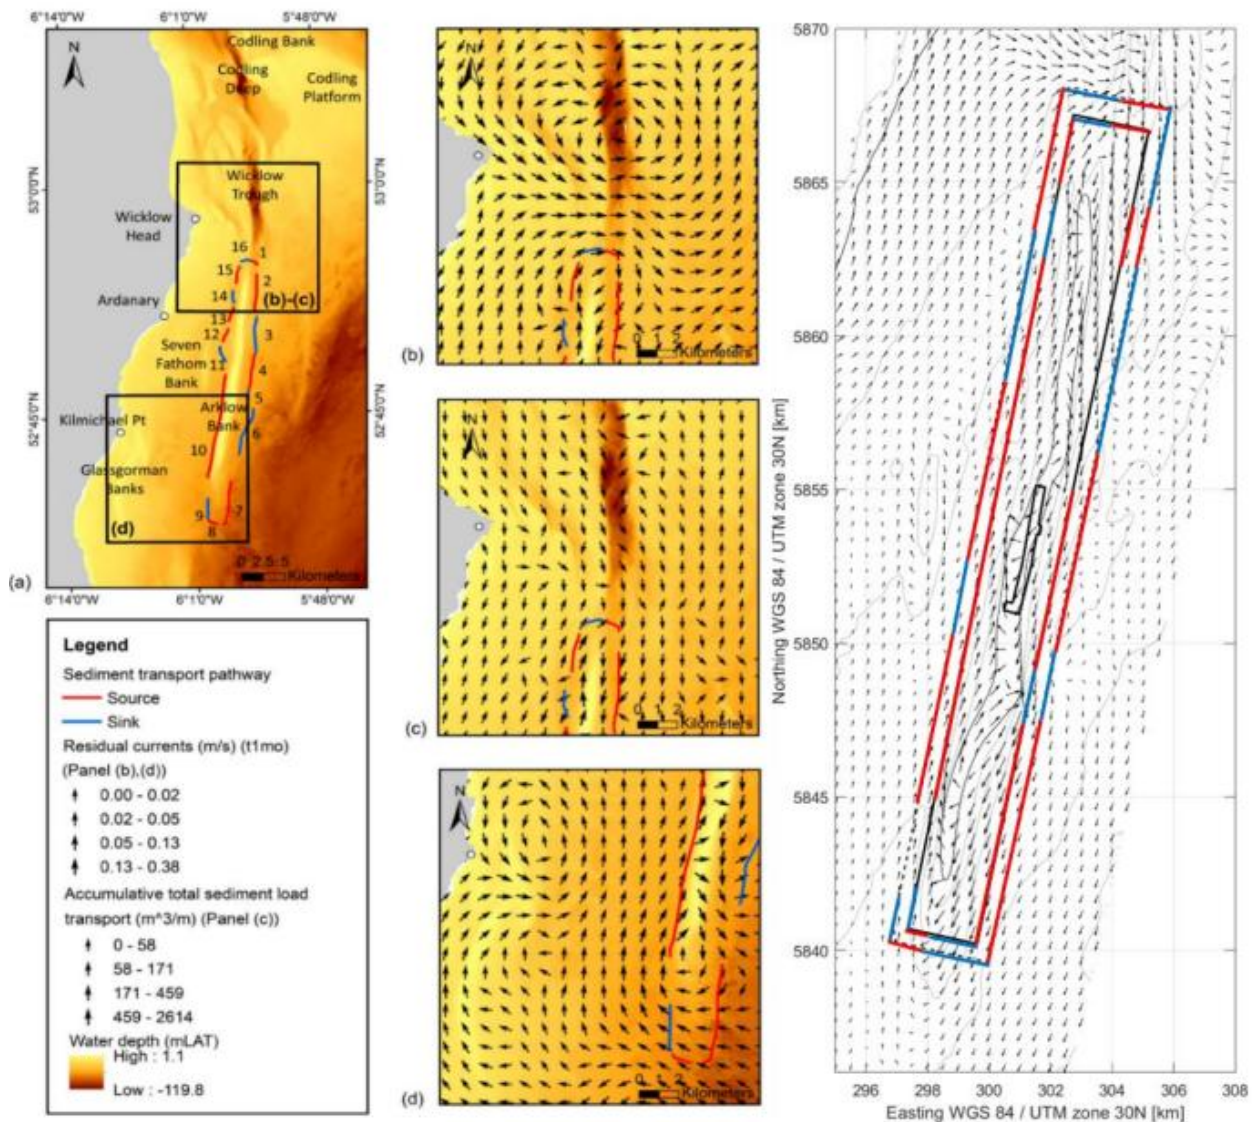 6°14'0"W 6°1'0"W 5°48'0"W
N
Codling Bank
Codling
Deep
Codling
Platform
53°0'0"N
53°0'0"N
Wicklow
Trough
Wicklow
Head
16
1
15
2
14
(b)-(c)
Ardanary
13
12
3
Seven
Fathom
Bank
11
4
5
52°45'0"N
52°45'0"N
Kilmichael Pt
Arklow
Bank
6
10
Glassgorman
Banks
7
9
8
(d)
0 2.5 5
Kilometers
(a)
6°14'0"W 6°1'0"W 5°48'0"W
Legend
Sediment transport pathway
Source
Sink
Residual currents (m/s) (t1mo)
(Panel (b),(d))
0.00 - 0.02
0.02 - 0.05
0.05 - 0.13
0.13 - 0.38
Accumulative total sediment load
transport (m^3/m) (Panel (c))
0 - 58
58 - 171
171 - 459
459 - 2614
Water depth (mLAT)
High : 1.1
Low : -119.8
N
0 1 2
Kilometers
(b)
N
0 1 2
Kilometers
(c)
N
0 1 2
Kilometers
(d)
Northing WGS 84 / UTM zone 30N [km]
5870
5865
5860
5855
5850
5845
5840
296 298 300 302 304 306 308
Easting WGS 84 / UTM zone 30N [km]